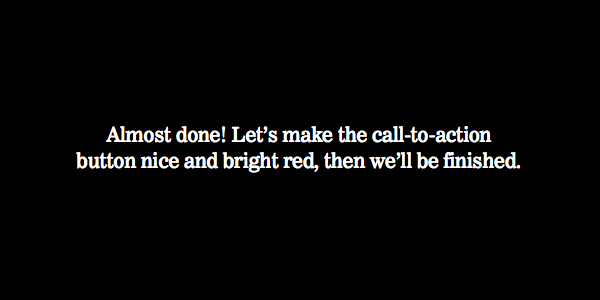 Almost done! Let’s make the call-to-action
button nice and bright red, then we’ll be finished.